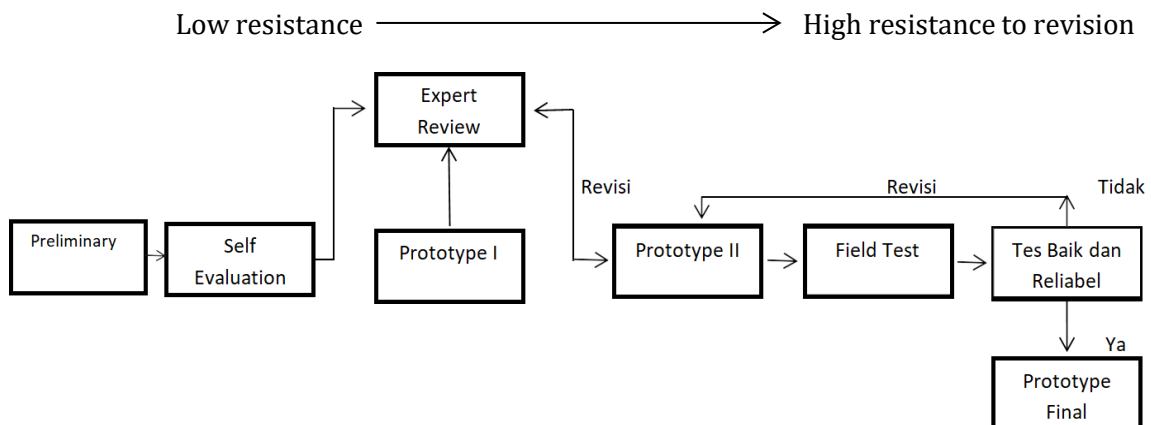 Low resistance
High resistance to revision
Expert
Review
Revisi
Revisi
Tidak
Preliminary
Self
Evaluation
Prototype I
Prototype II
Field Test
Tes Baik dan
Reliabel
Ya
Prototype
Final